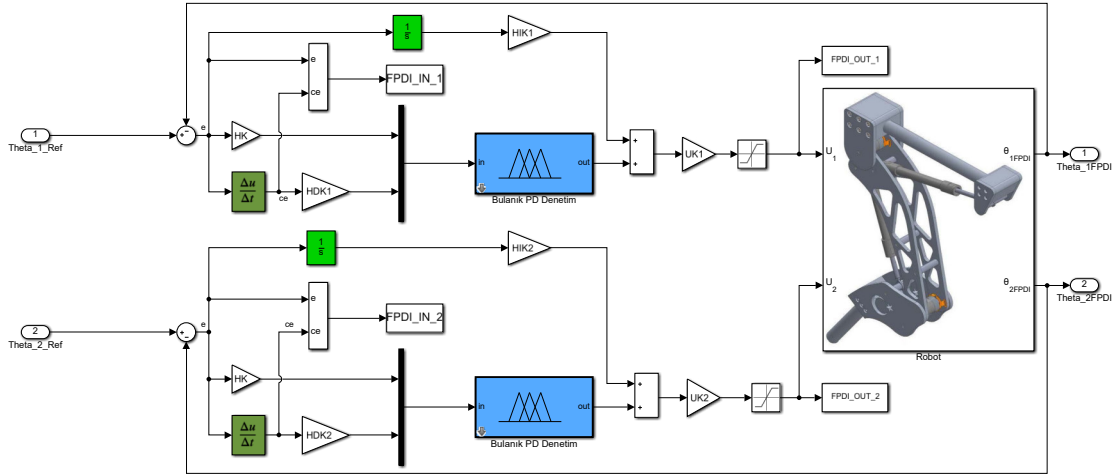 1
s
HIK1
FPDI_OUT_1
e
ce
FPDI_IN_1
1
Theta_1_Ref
+
-
e
HK
Δu
Δt
ce
HDK1
in
out
Bulanık PD Denetim
+
+
UK1
U1
θ1FPDI
1
Theta_1FPDI
1
s
HIK2
U2
θ2FPDI
2
Theta_2FPDI
Robot
e
ce
ce
FPDI_IN_2
2
Theta_2_Ref
+
-
e
HK
Δu
Δt
HDK2
in
out
Bulanık PD Denetim
+
+
UK2
FPDI_OUT_2